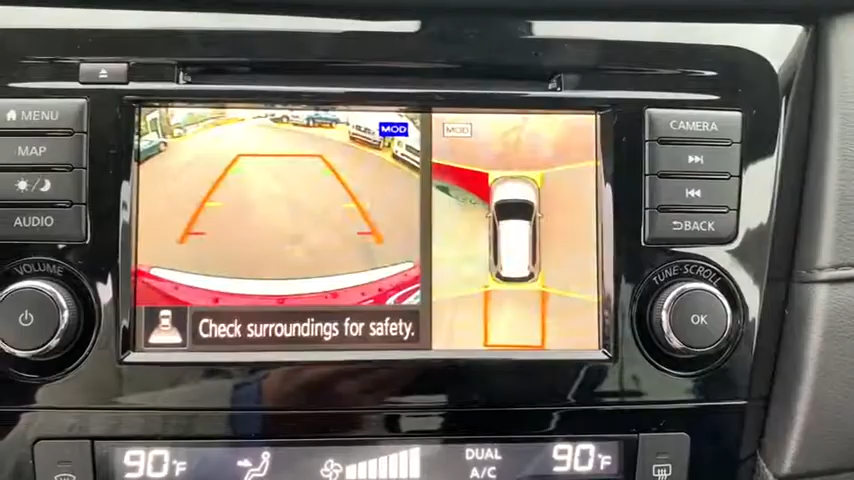 MENU
MAP
AUDIO
VOLUME
MOD
MOD
Check surroundings for safety.
CAMERA
BACK
TUNE·SCROLL
OK
90°F
DUAL
A/C
90°F